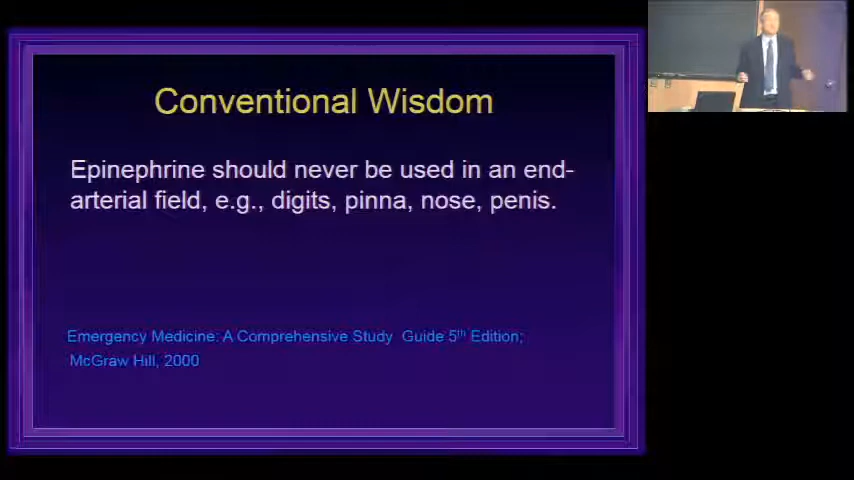 Conventional Wisdom
Epinephrine should never be used in an end-
arterial field, e.g., digits, pinna, nose, penis.
Emergency Medicine: A Comprehensive Study Guide 5th Edition;
McGraw Hill, 2000